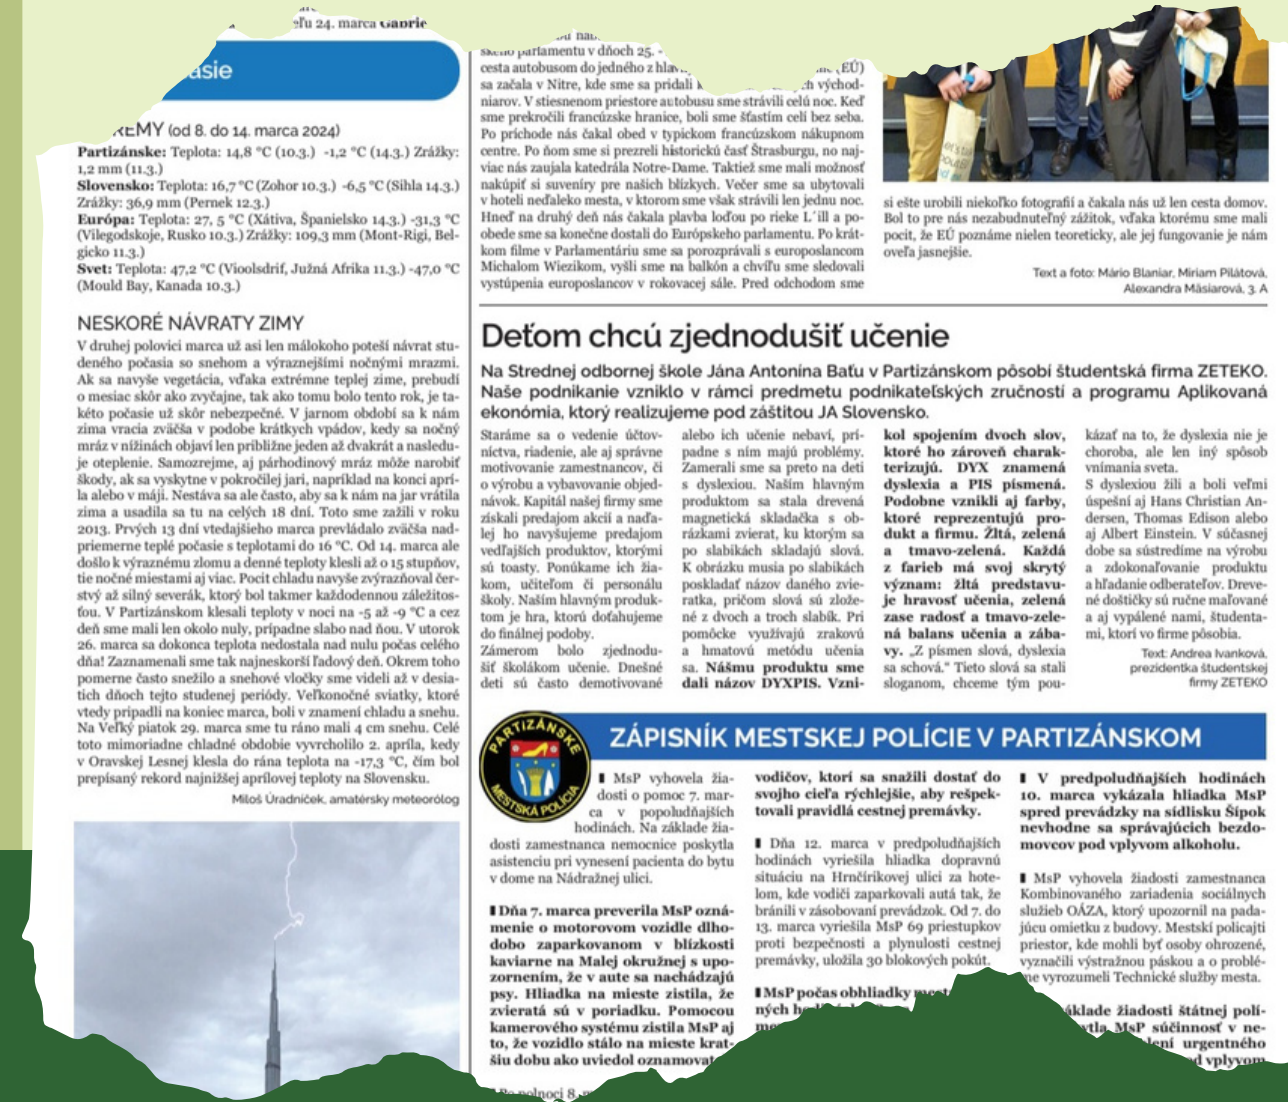 24. marca Gabrie
asie
REMY (od 8. do 14. marca 2024)
Partizánske: Teplota: 14,8 °C (10.3.) -1,2 °C (14.3.) Zrážky:
1,2 mm (11.3.)
Slovensko: Teplota: 16,7 °C (Zohor 10.3.) -6,5 °C (Sihla 14.3.)
Zrážky: 36,9 mm (Pernek 12.3.)
Európa: Teplota: 27, 5 °C (Xátiva, Španielsko 14.3.) -31,3 °C
(Vilegodskoje, Rusko 10.3.) Zrážky: 109,3 mm (Mont-Rigi, Bel-
gicko 11.3.)
Svet: Teplota: 47,2 °C (Vioolsdrif, Južná Afrika 11.3.) -47,0 °C
(Mould Bay, Kanada 10.3.)
NESKORÉ NÁVRATY ZIMY
V druhej polovici marca už asi len málokoho poteší návrat stu-
deného počasia so snehom a výraznejšími nočnými mrazmi.
Ak sa navyše vegetácia, vďaka extrémne teplej zime, prebudí
o mesiac skôr ako zvyčajne, tak ako tomu bolo tento rok, je ta-
kéto počasie už skôr nebezpečné. V jarnom období sa k nám
zima vracia zväčša v podobe krátkych vpádov, kedy sa nočný
mráz v nížinách objaví len približne jeden až dvakrát a nasledu-
je oteplenie. Samozrejme, aj párhodinový mráz môže narobiť
škody, ak sa vyskytne v pokročilej jari, napríklad na konci aprí-
la alebo v máji. Nestáva sa ale často, aby sa k nám na jar vrátila
zima a usadila sa tu na celých 18 dní. Toto sme zažili v roku
2013. Prvých 13 dní vtedajšieho marca prevládalo zväčša nad-
priemerne teplé počasie s teplotami do 16 °C. Od 14. marca ale
došlo k výraznému zlomu a denné teploty klesli až o 15 stupňov,
tie nočné miestami aj viac. Pocit chladu navyše zvýrazňoval čer-
stvý až silný severák, ktorý bol takmer každodennou záležitos-
ťou. V Partizánskom klesali teploty v noci na -5 až -9 °C a cez
deň sme mali len okolo nuly, prípadne slabo nad ňou. V utorok
26. marca sa dokonca teplota nedostala nad nulu počas celého
dňa! Zaznamenali sme tak najneskorší ľadový deň. Okrem toho
pomerne často snežilo a snehové vločky sme videli až v desia-
tich dňoch tejto studenej periódy. Veľkonočné sviatky, ktoré
vtedy pripadli na koniec marca, boli v znamení chladu a snehu.
Na Veľký piatok 29. marca sme tu ráno mali 4 cm snehu. Celé
toto mimoriadne chladné obdobie vyvrcholilo 2. apríla, kedy
v Oravskej Lesnej klesla do rána teplota na -17,3 °C, čím bol
prepísaný rekord najnižšej aprílovej teploty na Slovensku.
Miloš Úradníček, amatérsky meteorológ
parlamentu v dňoch 25. -
cesta autobusom do jedného z (EÚ)
sa začala v Nitre, kde sme sa pridali východ-
niarov. V stiesnenom priestore autobusu sme strávili celú noc. Keď
sme prekročili francúzske hranice, boli sme šťastím celí bez seba.
Po príchode nás čakal obed v typickom francúzskom nákupnom
centre. Po ňom sme si prezreli historickú časť Štrasburgu, no naj-
viac nás zaujala katedrála Notre-Dame. Taktiež sme mali možnosť
nakúpiť si suveníry pre našich blízkych. Večer sme sa ubytovali
v hoteli neďaleko mesta, v ktorom sme však strávili len jednu noc.
Hneď na druhý deň nás čakala plavba loďou po rieke L´ill a po-
obede sme sa konečne dostali do Európskeho parlamentu. Po krát-
kom filme v Parlamentáriu sme sa porozprávali s europoslancom
Michalom Wiezikom, vyšli sme na balkón a chvíľu sme sledovali
vystúpenia europoslancov v rokovacej sále. Pred odchodom sme
si ešte urobili niekoľko fotografií a čakala nás už len cesta domov.
Bol to pre nás nezabudnuteľný zážitok, vďaka ktorému sme mali
pocit, že EÚ poznáme nielen teoreticky, ale jej fungovanie je nám
oveľa jasnejšie.
Text a foto: Mário Blaniar, Miriam Pilátová,
Alexandra Mäsiarová, 3. A
Deťom chcú zjednodušiť učenie
Na Strednej odbornej škole Jána Antonína Baťu v Partizánskom pôsobí študentská firma ZETEKO.
Naše podnikanie vzniklo v rámci predmetu podnikateľských zručností a programu Aplikovaná
ekonómia, ktorý realizujeme pod záštitou JA Slovensko.
Staráme sa o vedenie účtov-
níctva, riadenie, ale aj správne
motivovanie zamestnancov, či
o výrobu a vybavovanie objed-
návok. Kapitál našej firmy sme
získali predajom akcií a naďa-
lej ho navyšujeme predajom
vedľajších produktov, ktorými
sú toasty. Ponúkame ich žia-
kom, učiteľom či personálu
školy. Naším hlavným produk-
tom je hra, ktorú doťahujeme
do finálnej podoby.
Zámerom bolo zjednodu-
šiť školákom učenie. Dnešné
deti sú často demotivované
alebo ich učenie nebaví, prí-
padne s ním majú problémy.
Zamerali sme sa preto na deti
s dyslexiou. Naším hlavným
produktom sa stala drevená
magnetická skladačka s ob-
rázkami zvierat, ku ktorým sa
po slabikách skladajú slová.
K obrázku musia po slabikách
poskladať názov daného zvie-
ratka, pričom slová sú zlože-
né z dvoch a troch slabík. Pri
pomôcke využívajú zrakovú
a hmatovú metódu učenia
sa. Nášmu produktu sme
dali názov DYXPIS. Vzni-
kol spojením dvoch slov,
ktoré ho zároveň charak-
terizujú. DYX znamená
dyslexia a PIS písmená.
Podobne vznikli aj farby,
ktoré reprezentujú pro-
dukt a firmu. Žltá, zelená
a tmavo-zelená. Každá
z farieb má svoj skrytý
význam: žltá predstavu-
je hravosť učenia, zelená
zase radosť a tmavo-zele-
ná balans učenia a zába-
vy. „Z písmen slová, dyslexia
sa schová.“ Tieto slová sa stali
sloganom, chceme tým pou-
kázať na to, že dyslexia nie je
choroba, ale len iný spôsob
vnímania sveta.
S dyslexiou žili a boli veľmi
úspešní aj Hans Christian An-
dersen, Thomas Edison alebo
aj Albert Einstein. V súčasnej
dobe sa sústredíme na výrobu
a zdokonaľovanie produktu
a hľadanie odberateľov. Dreve-
né doštičky sú ručne maľované
a aj vypálené nami, študenta-
mi, ktorí vo firme pôsobia.
Text: Andrea Ivanková,
prezidentka študentskej
firmy ZETEKO
PARTIZÁNSKE
MESTSKÁ POLÍCIA
ZÁPISNÍK MESTSKEJ POLÍCIE V PARTIZÁNSKOM
MsP vyhovela žia-
dosti o pomoc 7. mar-
ca v popoludňajších
hodinách. Na základe žia-
dosti zamestnanca nemocnice poskytla
asistenciu pri vynesení pacienta do bytu
v dome na Nádražnej ulici.
Dňa 7. marca preverila MsP ozná-
menie o motorovom vozidle dlho-
dobo zaparkovanom v blízkosti
kaviarne na Malej okružnej s upo-
zornením, že v aute sa nachádzajú
psy. Hliadka na mieste zistila, že
zvieratá sú v poriadku. Pomocou
kamerového systému zistila MsP aj
to, že vozidlo stálo na mieste krat-
šiu dobu ako uviedol oznamovat
Po polnoci 8.
vodičov, ktorí sa snažili dostať do
svojho cieľa rýchlejšie, aby rešpek-
tovali pravidlá cestnej premávky.
Dňa 12. marca v predpoludňajších
hodinách vyriešila hliadka dopravnú
situáciu na Hrnčírikovej ulici za hote-
lom, kde vodiči zaparkovali autá tak, že
bránili v zásobovaní prevádzok. Od 7. do
13. marca vyriešila MsP 69 priestupkov
proti bezpečnosti a plynulosti cestnej
premávky, uložila 30 blokových pokút.
MsP počas obhliadky
ných
V predpoludňajších hodinách
10. marca vykázala hliadka MsP
spred prevádzky na sídlisku Šípok
nevhodne sa správajúcich bezdo-
movcov pod vplyvom alkoholu.
MsP vyhovela žiadosti zamestnanca
Kombinovaného zariadenia sociálnych
služieb OÁZA, ktorý upozornil na pada-
júcu omietku z budovy. Mestskí policajti
priestor, kde mohli byť osoby ohrozené,
vyznačili výstražnou páskou a o problé-
me vyrozumeli Technické služby mesta.
áklade žiadosti štátnej polí-
ytla MsP súčinnosť v ne-
lení urgentného
d vplyvom